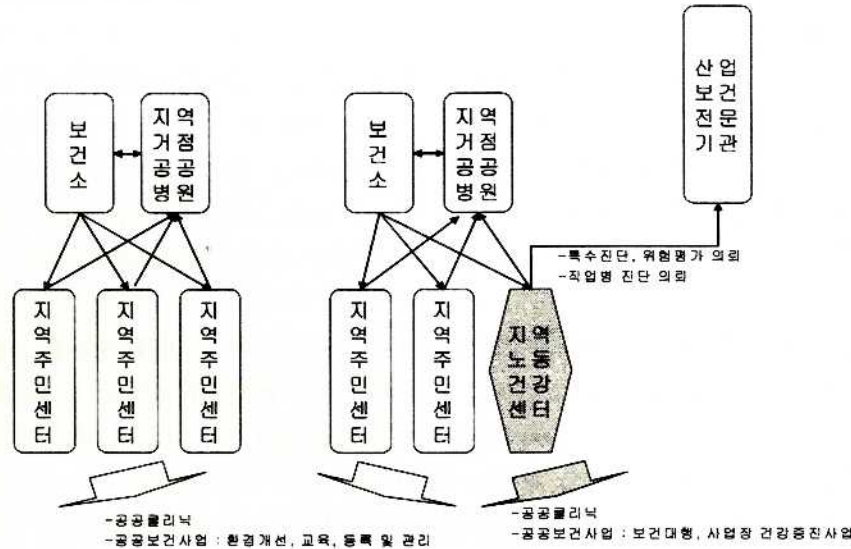 산업
보건
전문
기관
보건소
지역
거점
공공
병원
보건소
지역
거점
공공
병원
-특수진단, 위험평가 의뢰
-직업병 진단 의뢰
지역주민센터
지역주민센터
지역주민센터
지역주민센터
지역주민센터
지역
노동
건강
센터
-공공클리닉
-공공보건사업 : 환경개선, 교육, 등록 및 관리
-공공클리닉
-공공보건사업 : 보건대행, 사업장 건강증진사업